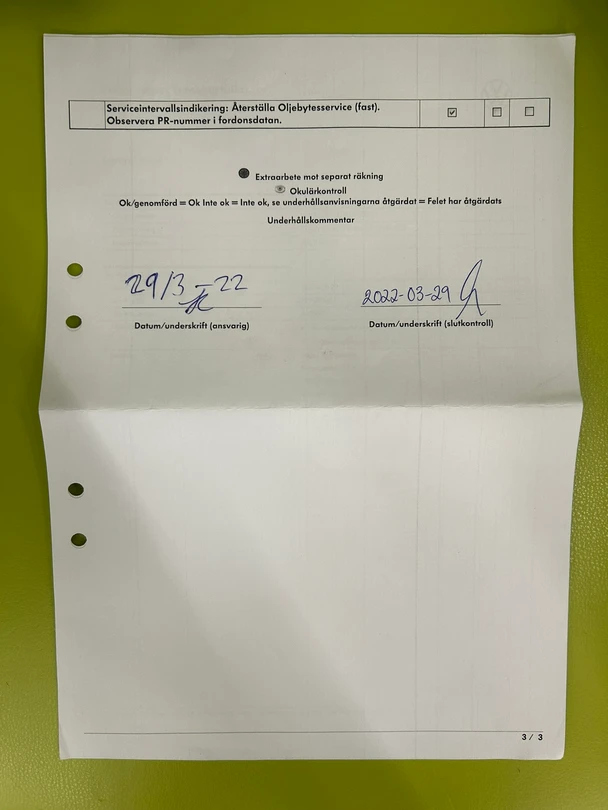 Serviceintervallsindikering: Återställa Oljebytesservice (fast).
Observera PR-nummer i fordonsdatan.
Extraarbete mot separat räkning
Okulärkontroll
Ok/genomförd = Ok Inte ok = Inte ok, se underhållsanvisningarna åtgärdat = Felet har åtgärdats
Underhållskommentar
29/3 -22
2022-03-29
Datum/underskrift (ansvarig)
Datum/underskrift (slutkontroll)
3 / 3